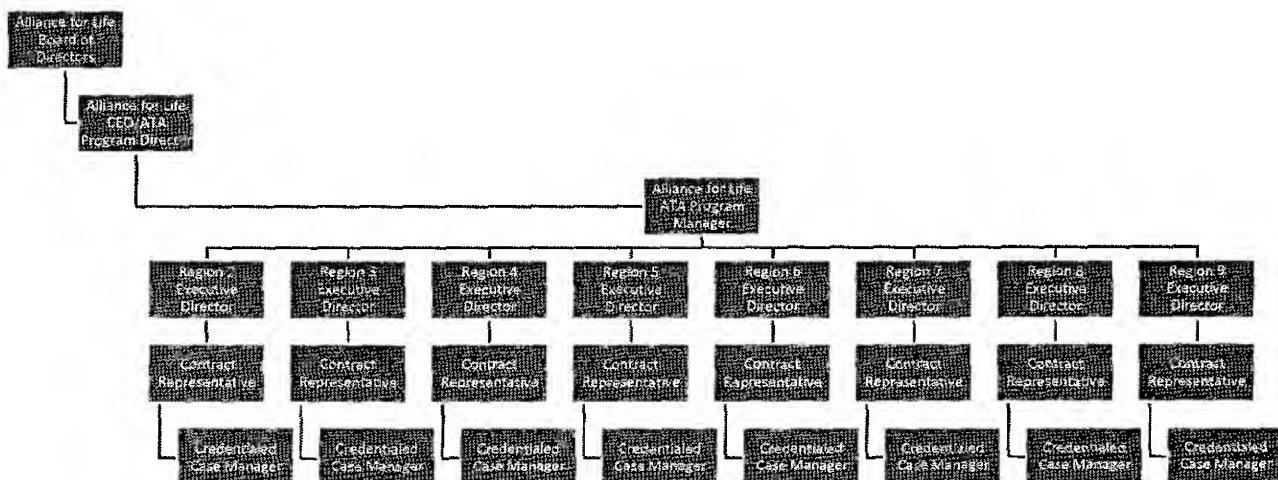 Alliance for Life
Board of
Directors
Alliance for Life
CEO/ATA
Program Director
Alliance for Life
ATA Program
Manager
Region 2
Executive
Director
Region 3
Executive
Director
Region 4
Executive
Director
Region 5
Executive
Director
Region 6
Executive
Director
Region 7
Executive
Director
Region 8
Executive
Director
Region 9
Executive
Director
Contract
Representative
Contract
Representative
Contract
Representative
Contract
Representative
Contract
Representative
Contract
Representative
Contract
Representative
Contract
Representative
Credentialed
Case Manager
Credentialed
Case Manager
Credentialed
Case Manager
Credentialed
Case Manager
Credentialed
Case Manager
Credentialed
Case Manager
Credentialed
Case Manager
Credentialed
Case Manager